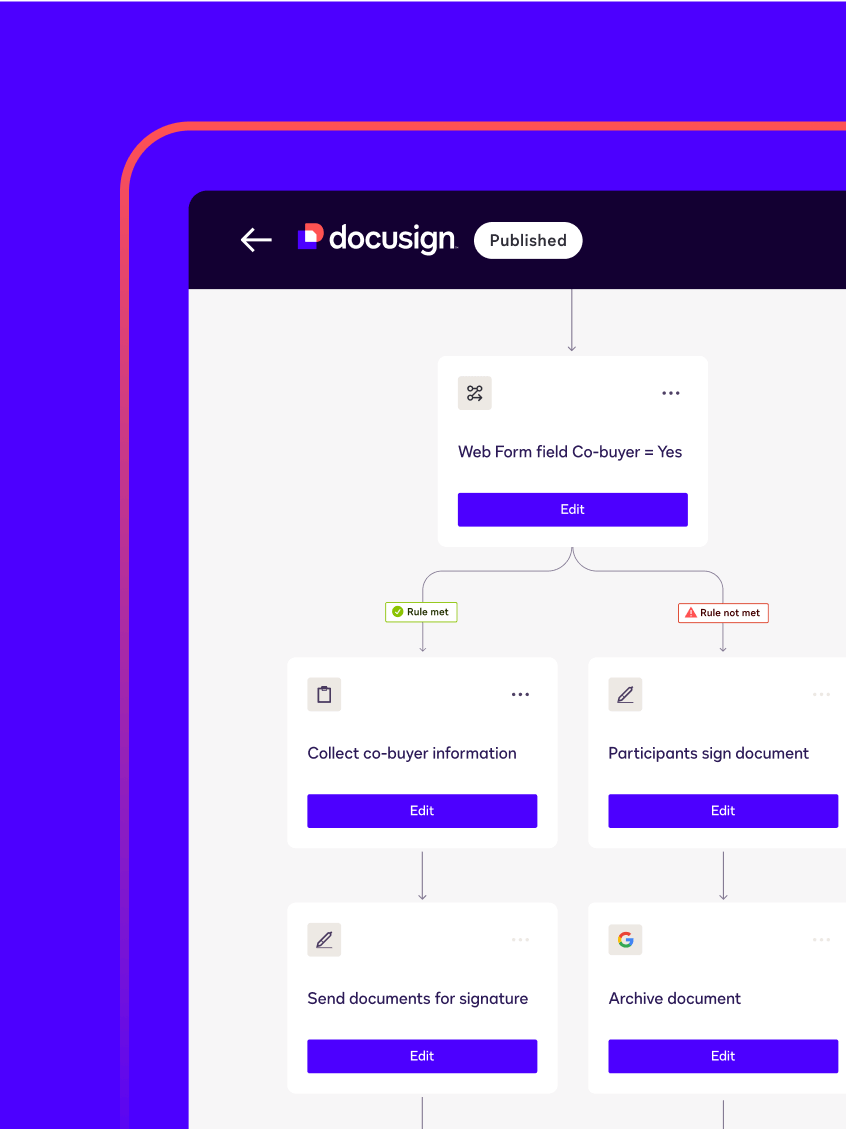 docusign
Published
Web Form field Co-buyer = Yes
Edit
Rule met
Rule not met
Collect co-buyer information
Participants sign document
Edit
Edit
Send documents for signature
Archive document
Edit
Edit